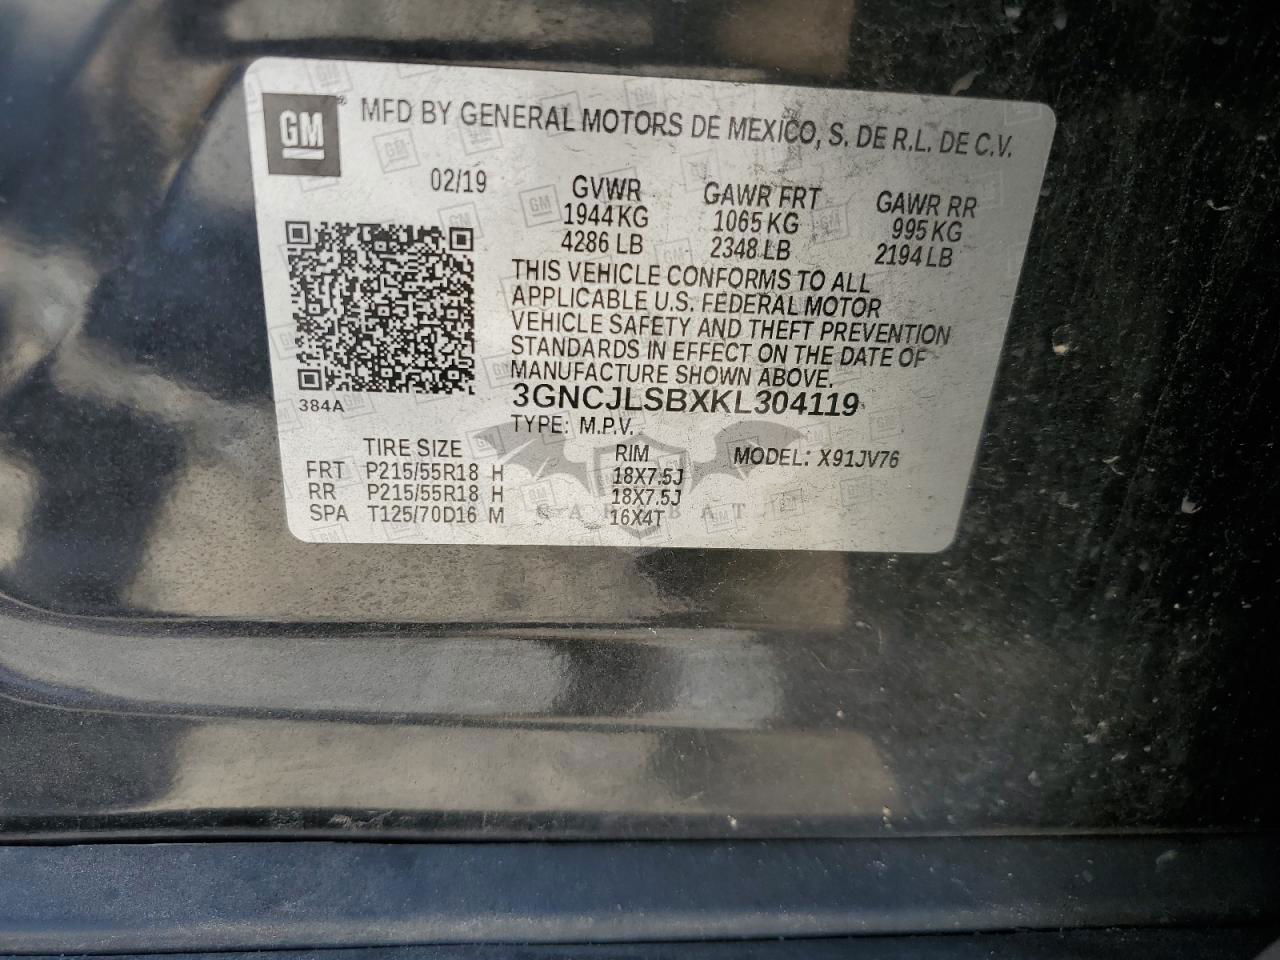 GM® MFD BY GENERAL MOTORS DE MEXICO, S. DE R.L. DE C.V.
02/19 GVWR GAWR FRT GAWR RR
1944 KG 1065 KG 995 KG
4286 LB 2348 LB 2194 LB
THIS VEHICLE CONFORMS TO ALL
APPLICABLE U.S. FEDERAL MOTOR
VEHICLE SAFETY AND THEFT PREVENTION
STANDARDS IN EFFECT ON THE DATE OF
MANUFACTURE SHOWN ABOVE.
384A 3GNCJLSBXKL304119
TYPE: M.P.V.
TIRE SIZE RIM MODEL: X91JV76
FRT P215/55R18 H 18X7.5J
RR P215/55R18 H 18X7.5J
SPA T125/70D16 M 16X4T